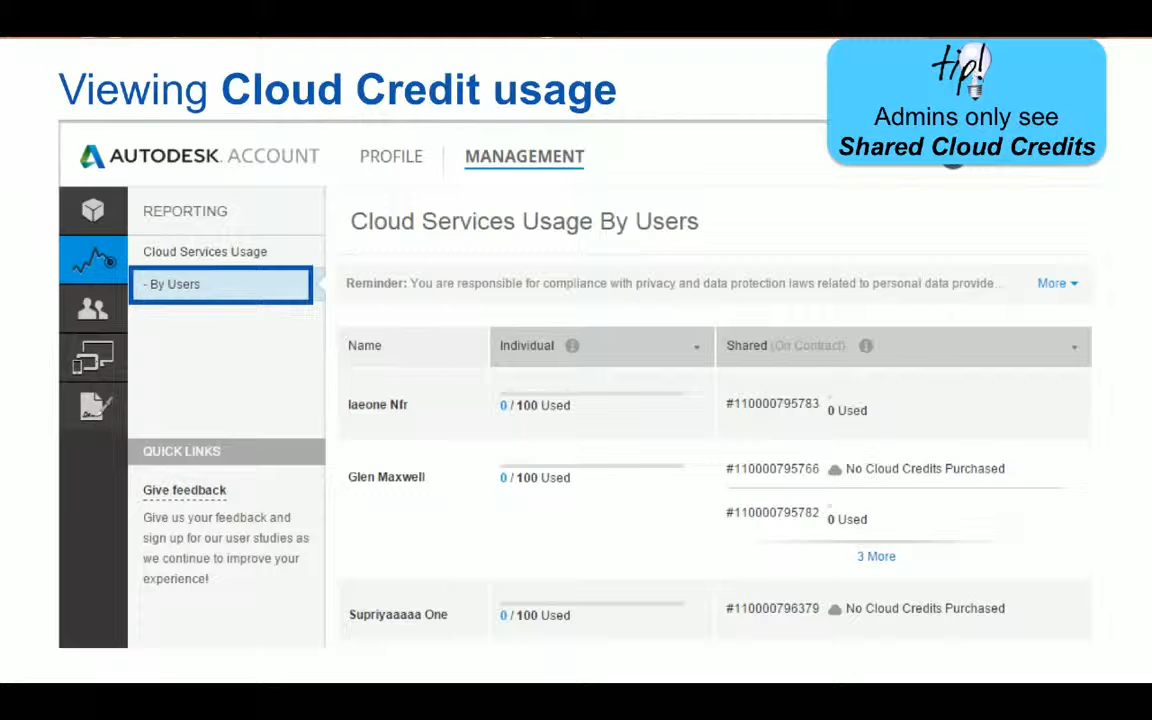 Viewing Cloud Credit usage
tip!
Admins only see
Shared Cloud Credits
AUTODESK. ACCOUNT
PROFILE
MANAGEMENT
REPORTING
Cloud Services Usage
- By Users
QUICK LINKS
Give feedback
Give us your feedback and
sign up for our user studies as
we continue to improve your
experience!
Cloud Services Usage By Users
Reminder: You are responsible for compliance with privacy and data protection laws related to personal data provide...
More
Name
Individual
Shared (On Contract)
Iaeone Nfr
0 / 100 Used
#110000795783
0 Used
Glen Maxwell
0 / 100 Used
#110000795766
No Cloud Credits Purchased
#110000795782
0 Used
3 More
Supriyaaaaa One
0 / 100 Used
#110000796379
No Cloud Credits Purchased